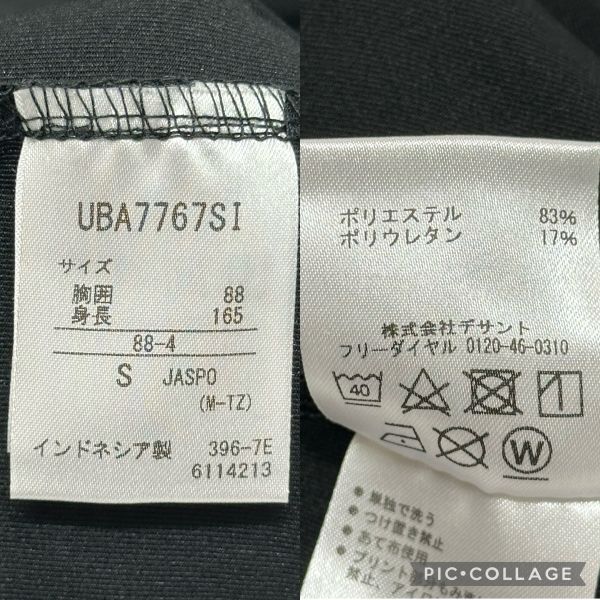 UBA7767SI
サイズ
胸囲 88
身長 165
88-4
S JASPO
(M-TZ)
インドネシア製 396-7E
6114213
ポリエステル 83%
ポリウレタン 17%
株式会社デサント
フリーダイヤル 0120-46-0310
40
W
● 単独で洗う
● つけ置き禁止
● あて布使用
● プリント
禁止、アイロ
PIC•COLLAGE